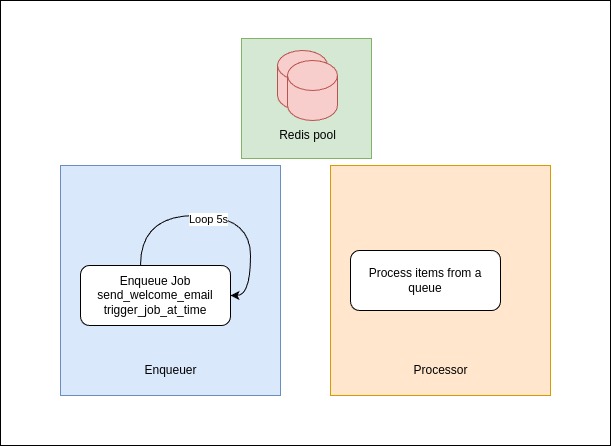 Redis pool
Loop 5s
Enqueue Job
send_welcome_email
trigger_job_at_time
Enqueuer
Process items from a
queue
Processor